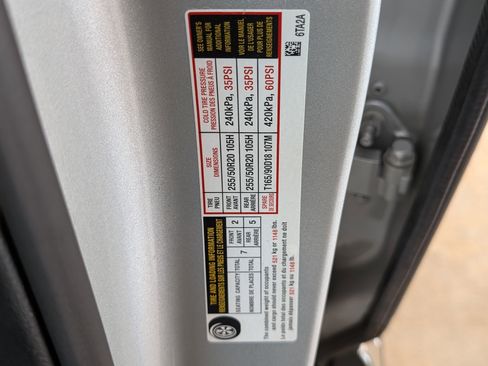 TIRE AND LOADING INFORMATION
RENSEIGNEMENTS SUR LES PNEUS ET LE CHARGEMENT
SEATING CAPACITY TOTAL 7 FRONT 2 REAR 5
NOMBRE DE PLACES TOTAL AVANT ARRIÈRE
The combined weight of occupants
and cargo should never exceed 521 kg or 1148 lbs.
Le poids total des occupants et du chargement ne doit
jamais dépasser 521 kg ou 1148 lb.
TIRE SIZE COLD TIRE PRESSURE
PNEU DIMENSIONS PRESSION DES PNEUS À FROID
FRONT 255/50R20 105H 240kPa, 35PSI
AVANT
REAR 255/50R20 105H 240kPa, 35PSI
ARRIÈRE
SPARE T165/90D18 107M 420kPa, 60PSI
DE SECOURS
SEE OWNER'S
MANUAL FOR
ADDITIONAL
INFORMATION
VOIR LE MANUEL
DE L'USAGER
POUR PLUS DE
RENSEIGNEMENTS
6TA2A